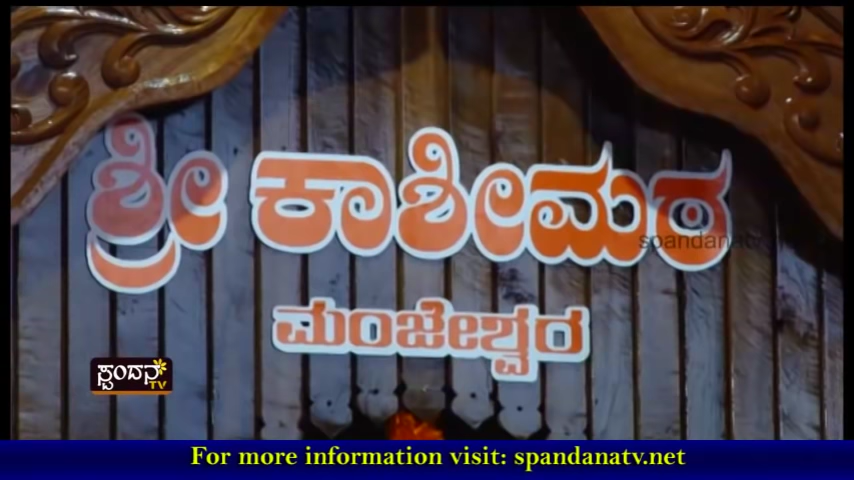 ಶ್ರೀ ಕಾಶೀಮಠ
spandanatv
ಮಂಜೇಶ್ವರ
ಸ್ಪಂದನ
TV
For more information visit: spandanatv.net